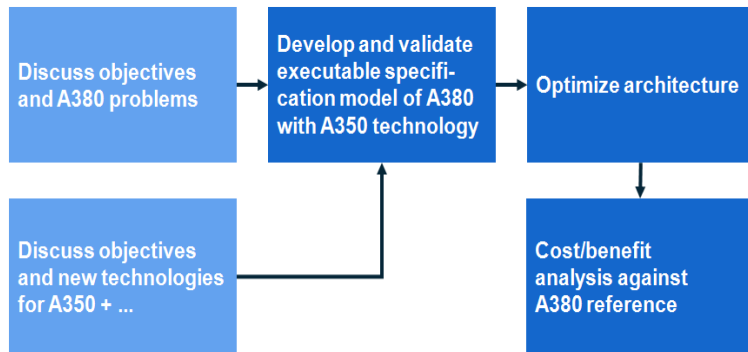 Discuss objectives
and A380 problems
Develop and validate
executable specifi-
cation model of A380
with A350 technology
Optimize architecture
Discuss objectives
and new technologies
for A350 + ...
Cost/benefit
analysis against
A380 reference